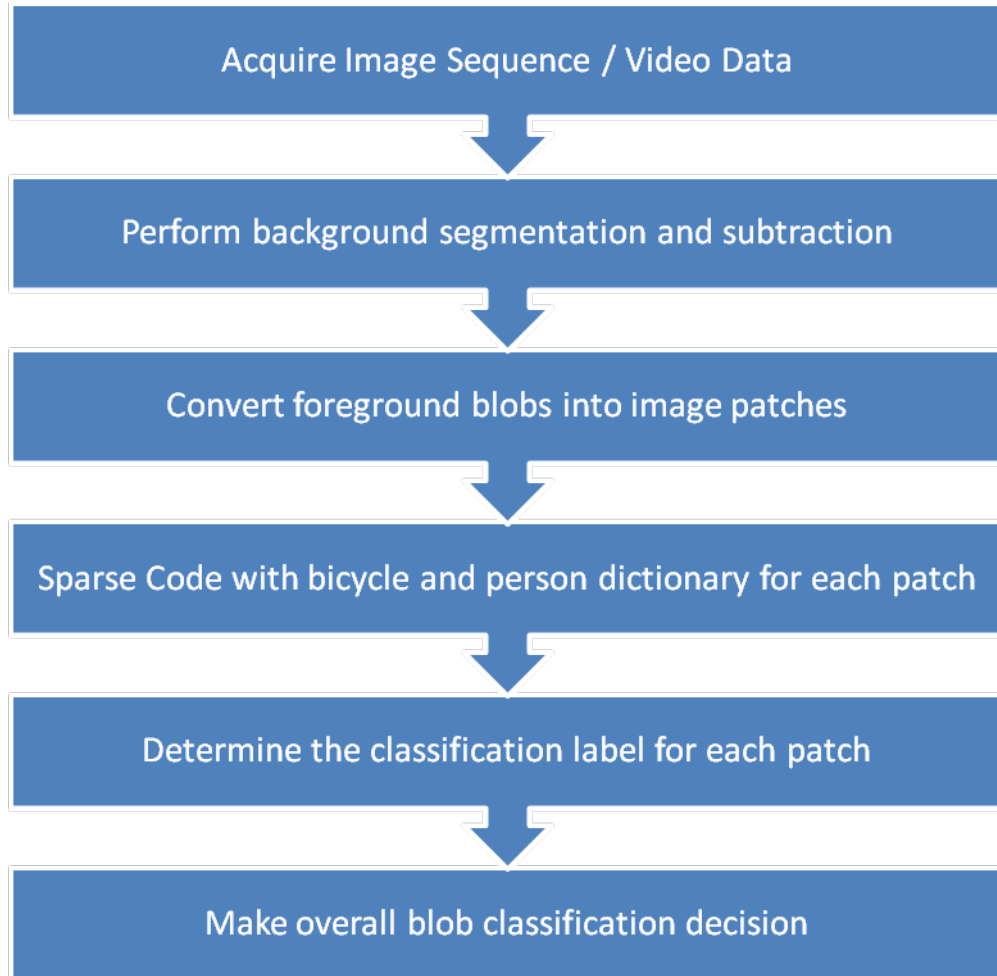 Acquire Image Sequence / Video Data
Perform background segmentation and subtraction
Convert foreground blobs into image patches
Sparse Code with bicycle and person dictionary for each patch
Determine the classification label for each patch
Make overall blob classification decision